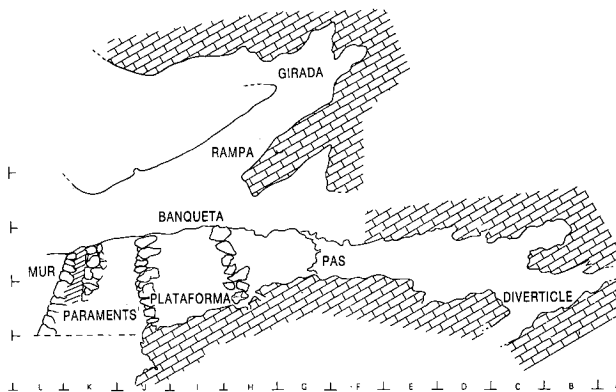 GIRADA
RAMPA
BANQUETA
MUR
PAS
PLATAFORMA
DIVERTICLE
PARAMENTS
L K J I H G F E D C B A